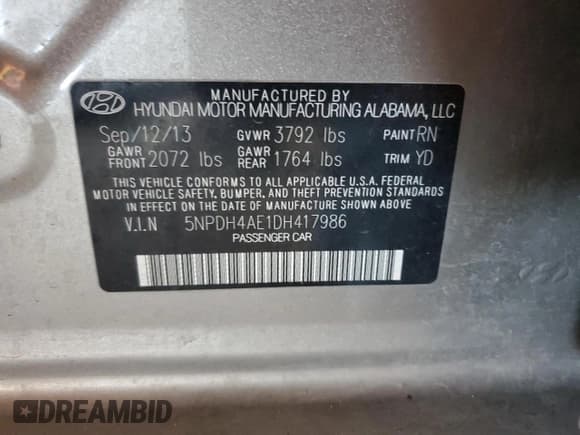 MANUFACTURED BY
HYUNDAI MOTOR MANUFACTURING ALABAMA, LLC
Sep/12/13 GVWR 3792 lbs PAINT RN
GAWR FRONT 2072 lbs GAWR REAR 1764 lbs TRIM YD
THIS VEHICLE CONFORMS TO ALL APPLICABLE U.S.A. FEDERAL
MOTOR VEHICLE SAFETY, BUMPER, AND THEFT PREVENTION STANDARDS
IN EFFECT ON THE DATE OF MANUFACTURE SHOWN ABOVE
V.I.N 5NPDH4AE1DH417986
PASSENGER CAR
DREAMBID